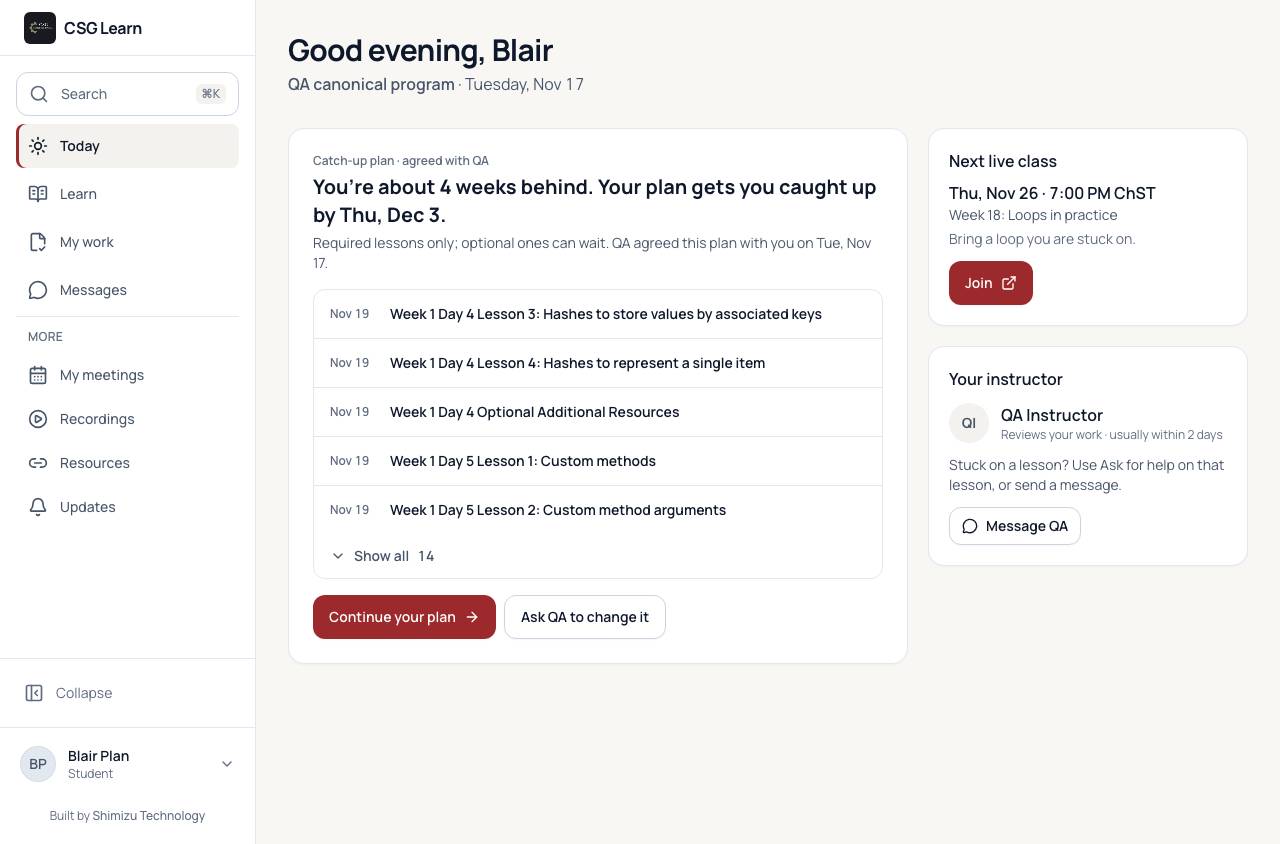 CSG Learn
Search ⌘K
Today
Learn
My work
Messages
MORE
My meetings
Recordings
Resources
Updates
Collapse
BP
Blair Plan
Student
Built by Shimizu Technology
Good evening, Blair
QA canonical program · Tuesday, Nov 17
Catch-up plan · agreed with QA
You're about 4 weeks behind. Your plan gets you caught up
by Thu, Dec 3.
Required lessons only; optional ones can wait. QA agreed this plan with you on Tue, Nov
17.
Nov 19 Week 1 Day 4 Lesson 3: Hashes to store values by associated keys
Nov 19 Week 1 Day 4 Lesson 4: Hashes to represent a single item
Nov 19 Week 1 Day 4 Optional Additional Resources
Nov 19 Week 1 Day 5 Lesson 1: Custom methods
Nov 19 Week 1 Day 5 Lesson 2: Custom method arguments
Show all 14
Continue your plan
Ask QA to change it
Next live class
Thu, Nov 26 · 7:00 PM ChST
Week 18: Loops in practice
Bring a loop you are stuck on.
Join
Your instructor
QI
QA Instructor
Reviews your work · usually within 2 days
Stuck on a lesson? Use Ask for help on that
lesson, or send a message.
Message QA